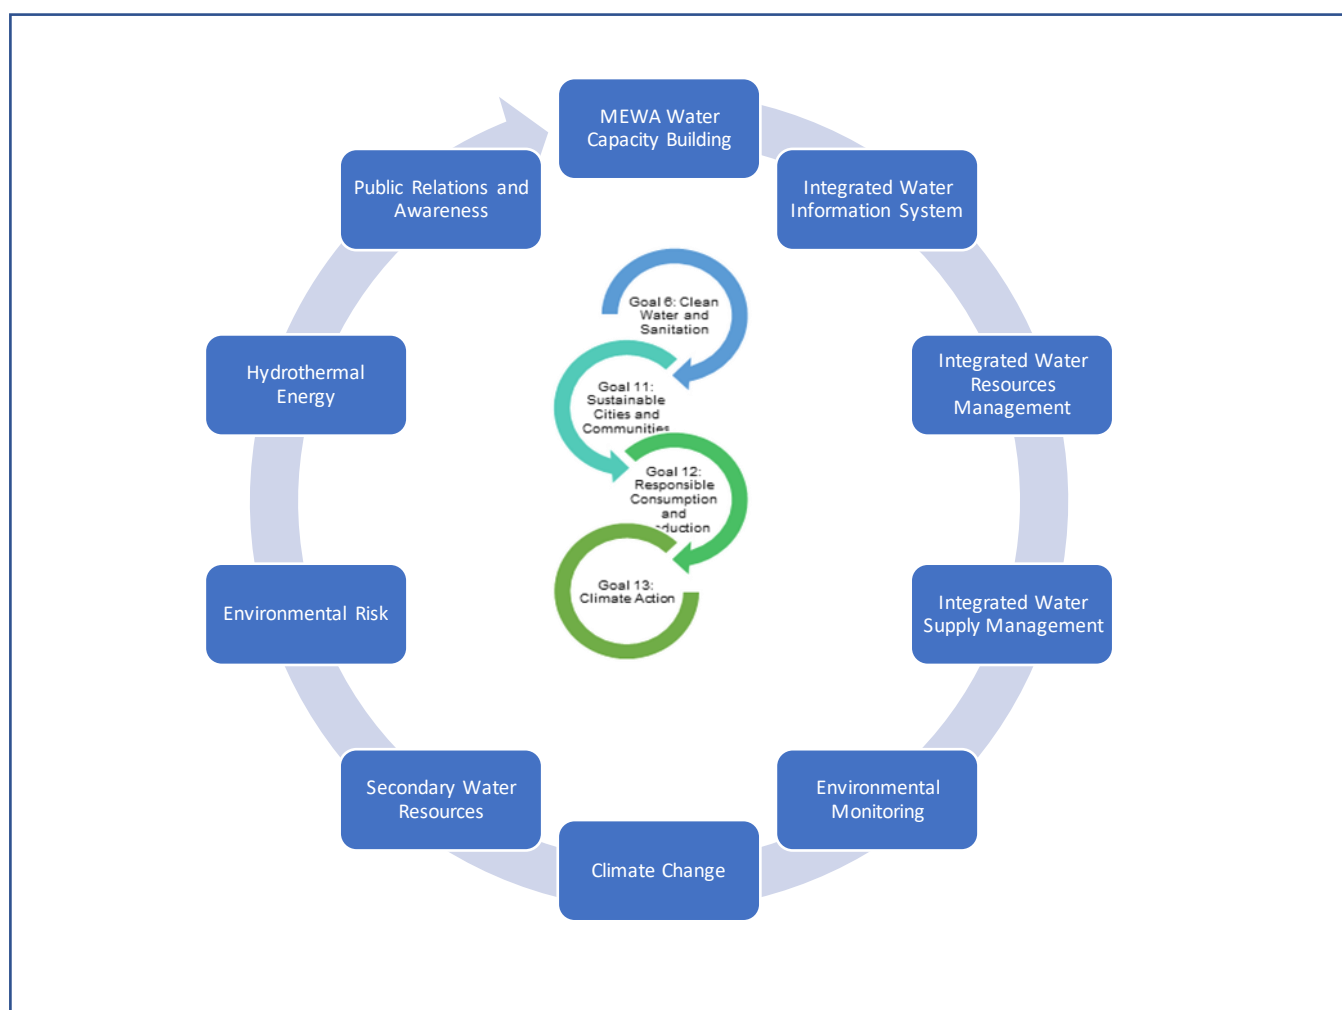 MEWA Water
Capacity Building
Integrated Water
Information System
Integrated Water
Resources
Management
Integrated Water
Supply Management
Environmental
Monitoring
Climate Change
Secondary Water
Resources
Environmental Risk
Hydrothermal
Energy
Public Relations and
Awareness
Goal 6: Clean
Water and
Sanitation
Goal 11:
Sustainable
Cities and
Communities
Goal 12:
Responsible
Consumption
and
oduction
Goal 13:
Climate Action